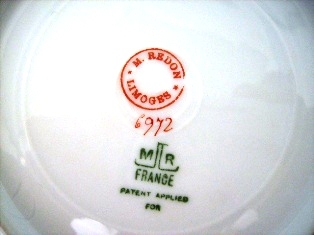 M. REDON
LIMOGES
6972
M R
FRANCE
PATENT APPLIED
FOR